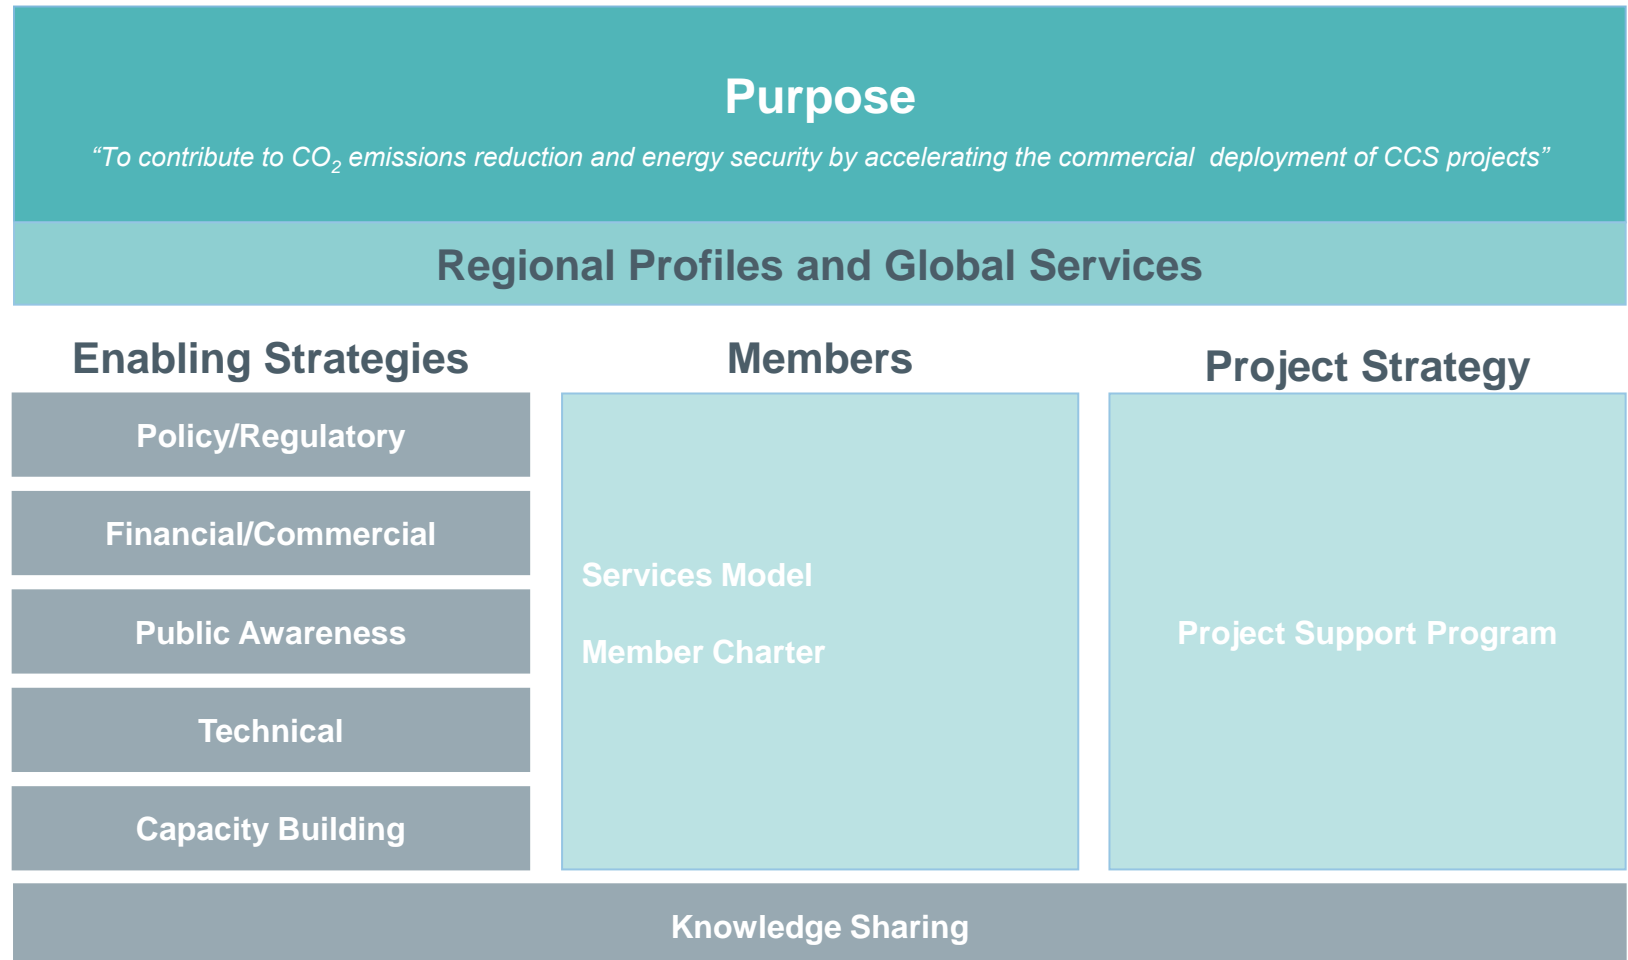 Purpose
“To contribute to CO₂ emissions reduction and energy security by accelerating the commercial  deployment of CCS projects”
Regional Profiles and Global Services
Enabling Strategies
Policy/Regulatory
Financial/Commercial
Public Awareness
Technical
Capacity Building
Members
Services Model
Member Charter
Project Strategy
Project Support Program
Knowledge Sharing